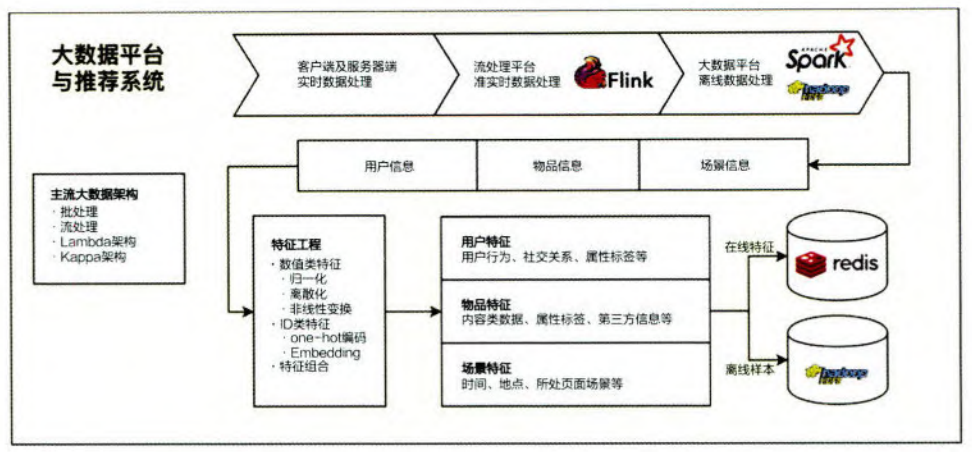 大数据平台
与推荐系统
客户端及服务器端
实时数据处理
流处理平台
准实时数据处理
Flink
大数据平台
离线数据处理
APACHE
Spark
hadoop
用户信息
物品信息
场景信息
主流大数据架构
· 批处理
· 流处理
· Lambda架构
· Kappa架构
特征工程
· 数值类特征
· 归一化
· 离散化
· 非线性变换
· ID类特征
· one-hot编码
· Embedding
· 特征组合
用户特征
用户行为、社交关系、属性标签等
物品特征
内容类数据、属性标签、第三方信息等
场景特征
时间、地点、所处页面场景等
在线特征
redis
离线样本
hadoop